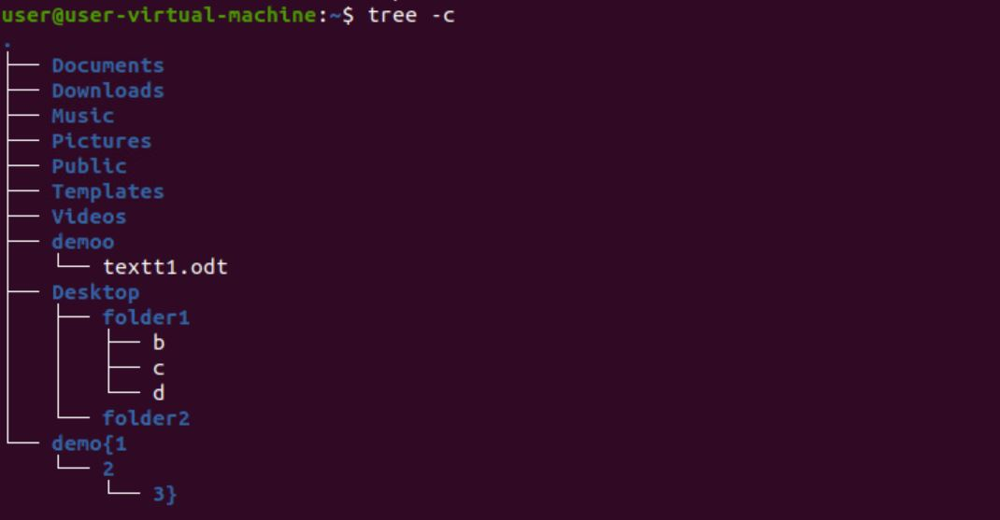 user@user-virtual-machine:~$ tree -c
.
├── Documents
├── Downloads
├── Music
├── Pictures
├── Public
├── Templates
├── Videos
├── demoo
│   └── textt1.odt
├── Desktop
│   ├── folder1
│   │   ├── b
│   │   ├── c
│   │   └── d
│   └── folder2
└── demo{1
    └── 2
        └── 3}